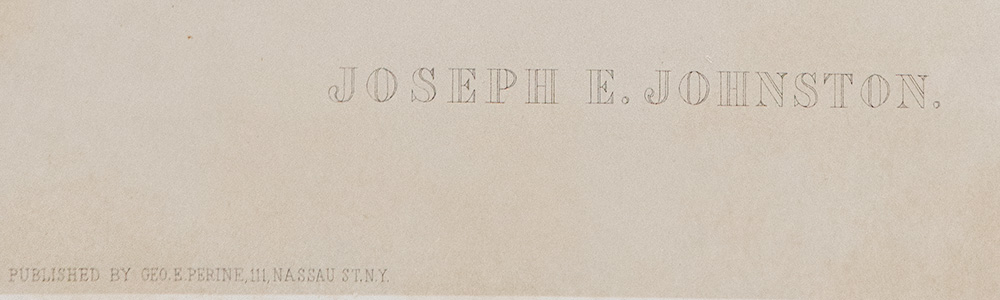 JOSEPH E. JOHNSTON.
PUBLISHED BY GEO. E. PERINE, 111, NASSAU ST. N.Y.